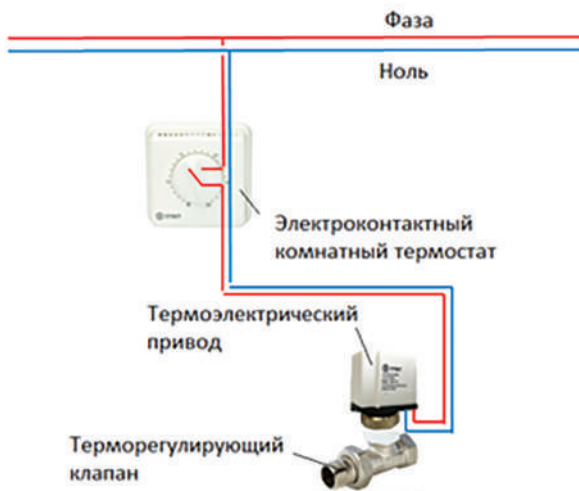 Фаза
Ноль
Электроконтактный
комнатный термостат
Термоэлектрический
привод
Терморегулирующий
клапан